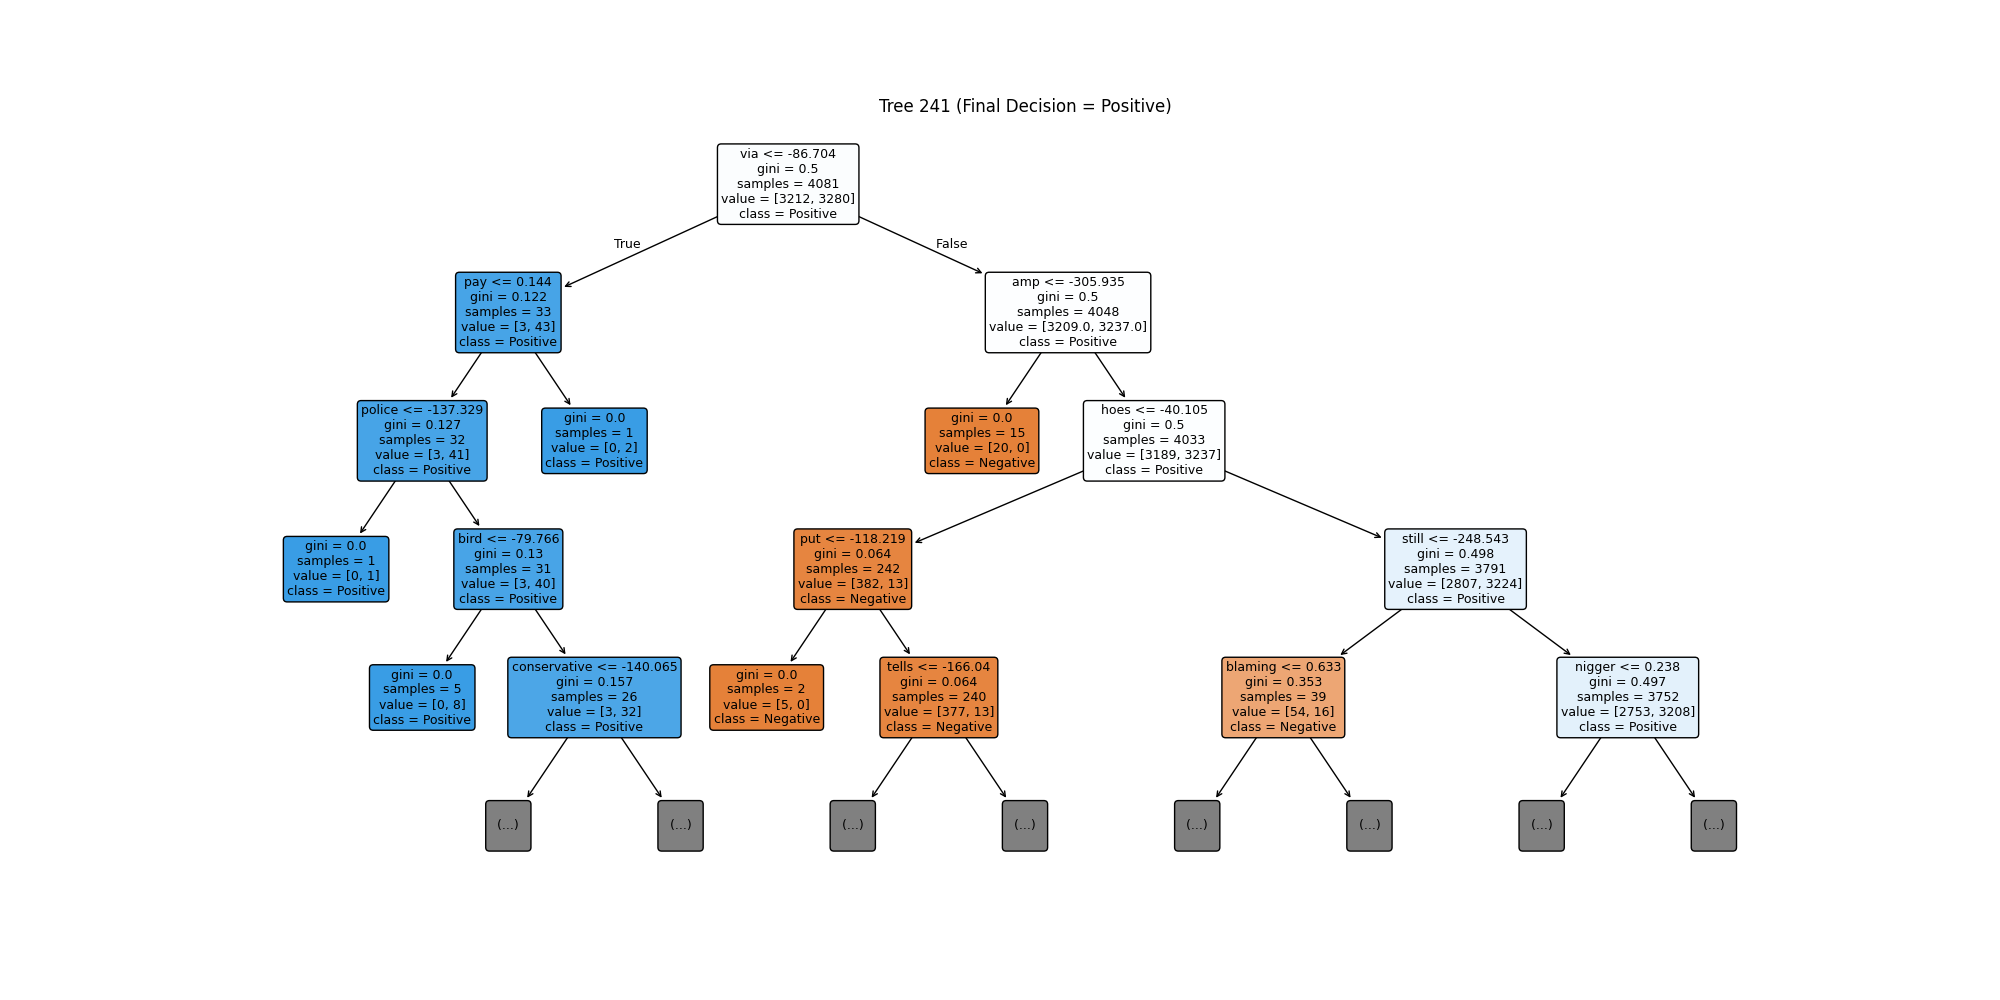 Tree 241 (Final Decision = Positive)
via <= -86.704
gini = 0.5
samples = 4081
value = [3212, 3280]
class = Positive
True
False
pay <= 0.144
gini = 0.122
samples = 33
value = [3, 43]
class = Positive
amp <= -305.935
gini = 0.5
samples = 4048
value = [3209.0, 3237.0]
class = Positive
police <= -137.329
gini = 0.127
samples = 32
value = [3, 41]
class = Positive
gini = 0.0
samples = 1
value = [0, 2]
class = Positive
gini = 0.0
samples = 15
value = [20, 0]
class = Negative
hoes <= -40.105
gini = 0.5
samples = 4033
value = [3189, 3237]
class = Positive
gini = 0.0
samples = 1
value = [0, 1]
class = Positive
bird <= -79.766
gini = 0.13
samples = 31
value = [3, 40]
class = Positive
put <= -118.219
gini = 0.064
samples = 242
value = [382, 13]
class = Negative
still <= -248.543
gini = 0.498
samples = 3791
value = [2807, 3224]
class = Positive
gini = 0.0
samples = 5
value = [0, 8]
class = Positive
conservative <= -140.065
gini = 0.157
samples = 26
value = [3, 32]
class = Positive
gini = 0.0
samples = 2
value = [5, 0]
class = Negative
tells <= -166.04
gini = 0.064
samples = 240
value = [377, 13]
class = Negative
blaming <= 0.633
gini = 0.353
samples = 39
value = [54, 16]
class = Negative
nigger <= 0.238
gini = 0.497
samples = 3752
value = [2753, 3208]
class = Positive
(...)
(...)
(...)
(...)
(...)
(...)
(...)
(...)